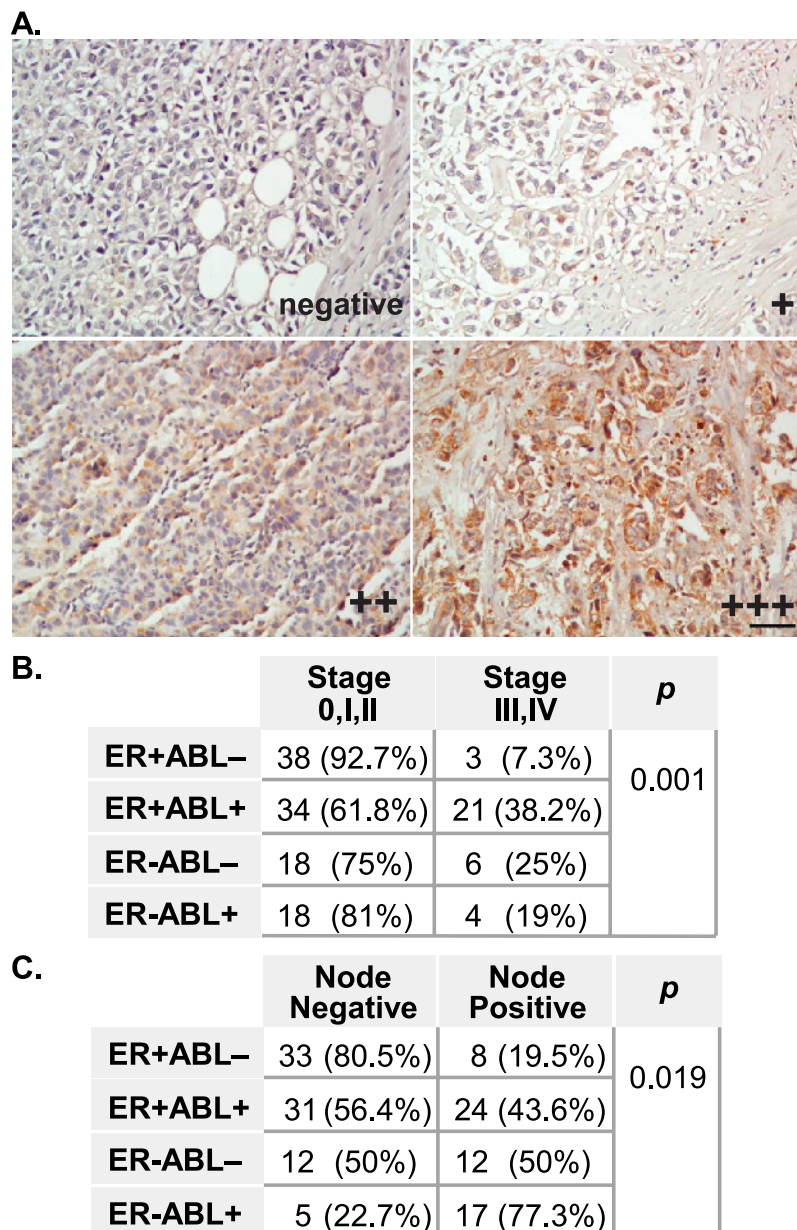 A.
negative
+
++
+++
B.
Stage 0,I,II Stage III,IV p
ER+ABL– 38 (92.7%) 3 (7.3%) 0.001
ER+ABL+ 34 (61.8%) 21 (38.2%)
ER-ABL– 18 (75%) 6 (25%)
ER-ABL+ 18 (81%) 4 (19%)
C.
Node Negative Node Positive p
ER+ABL– 33 (80.5%) 8 (19.5%) 0.019
ER+ABL+ 31 (56.4%) 24 (43.6%)
ER-ABL– 12 (50%) 12 (50%)
ER-ABL+ 5 (22.7%) 17 (77.3%)